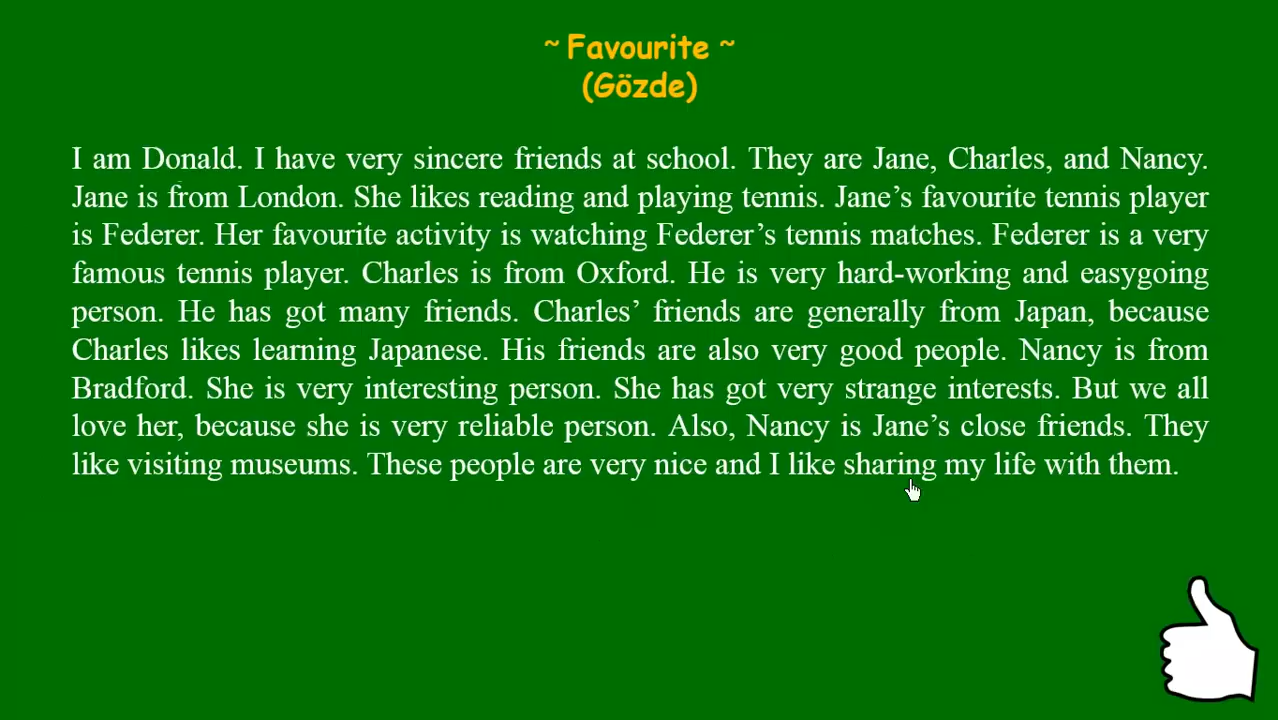 ~ Favourite ~
(Gözde)
I am Donald. I have very sincere friends at school. They are Jane, Charles, and Nancy.
Jane is from London. She likes reading and playing tennis. Jane’s favourite tennis player
is Federer. Her favourite activity is watching Federer’s tennis matches. Federer is a very
famous tennis player. Charles is from Oxford. He is very hard-working and easygoing
person. He has got many friends. Charles’ friends are generally from Japan, because
Charles likes learning Japanese. His friends are also very good people. Nancy is from
Bradford. She is very interesting person. She has got very strange interests. But we all
love her, because she is very reliable person. Also, Nancy is Jane’s close friends. They
like visiting museums. These people are very nice and I like sharing my life with them.